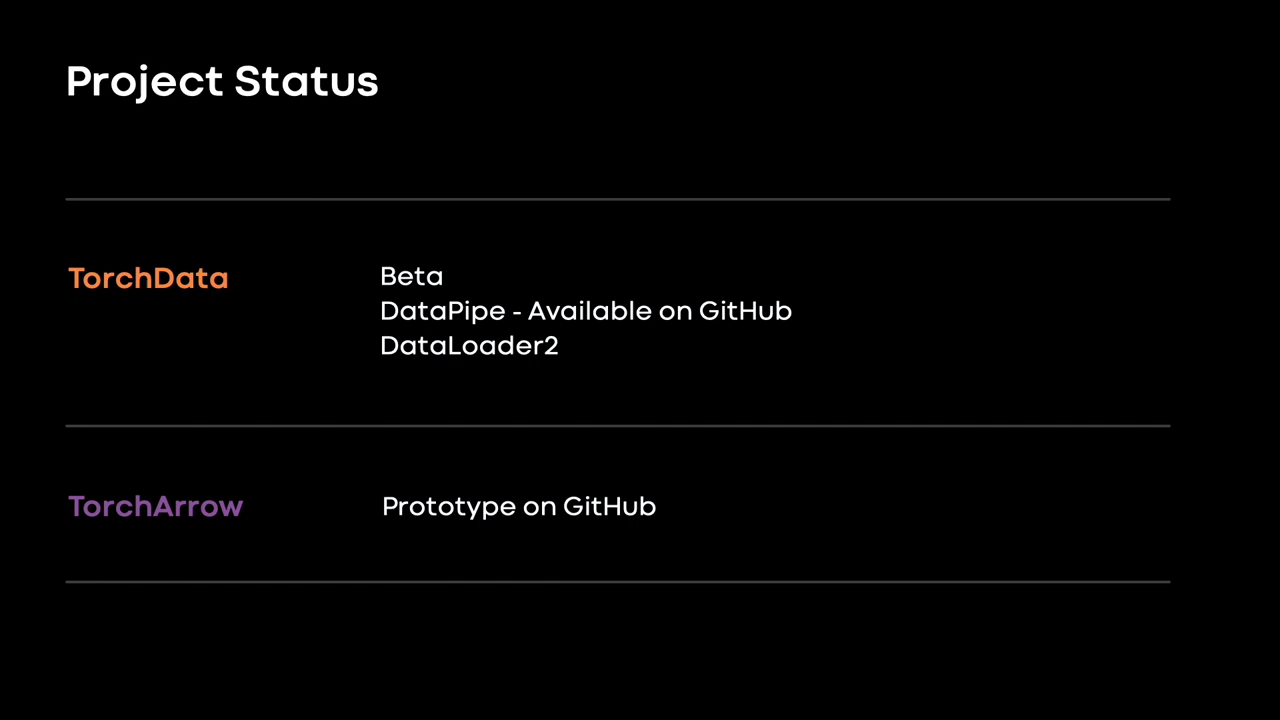 Project Status
TorchData
Beta
DataPipe - Available on GitHub
DataLoader2
TorchArrow
Prototype on GitHub